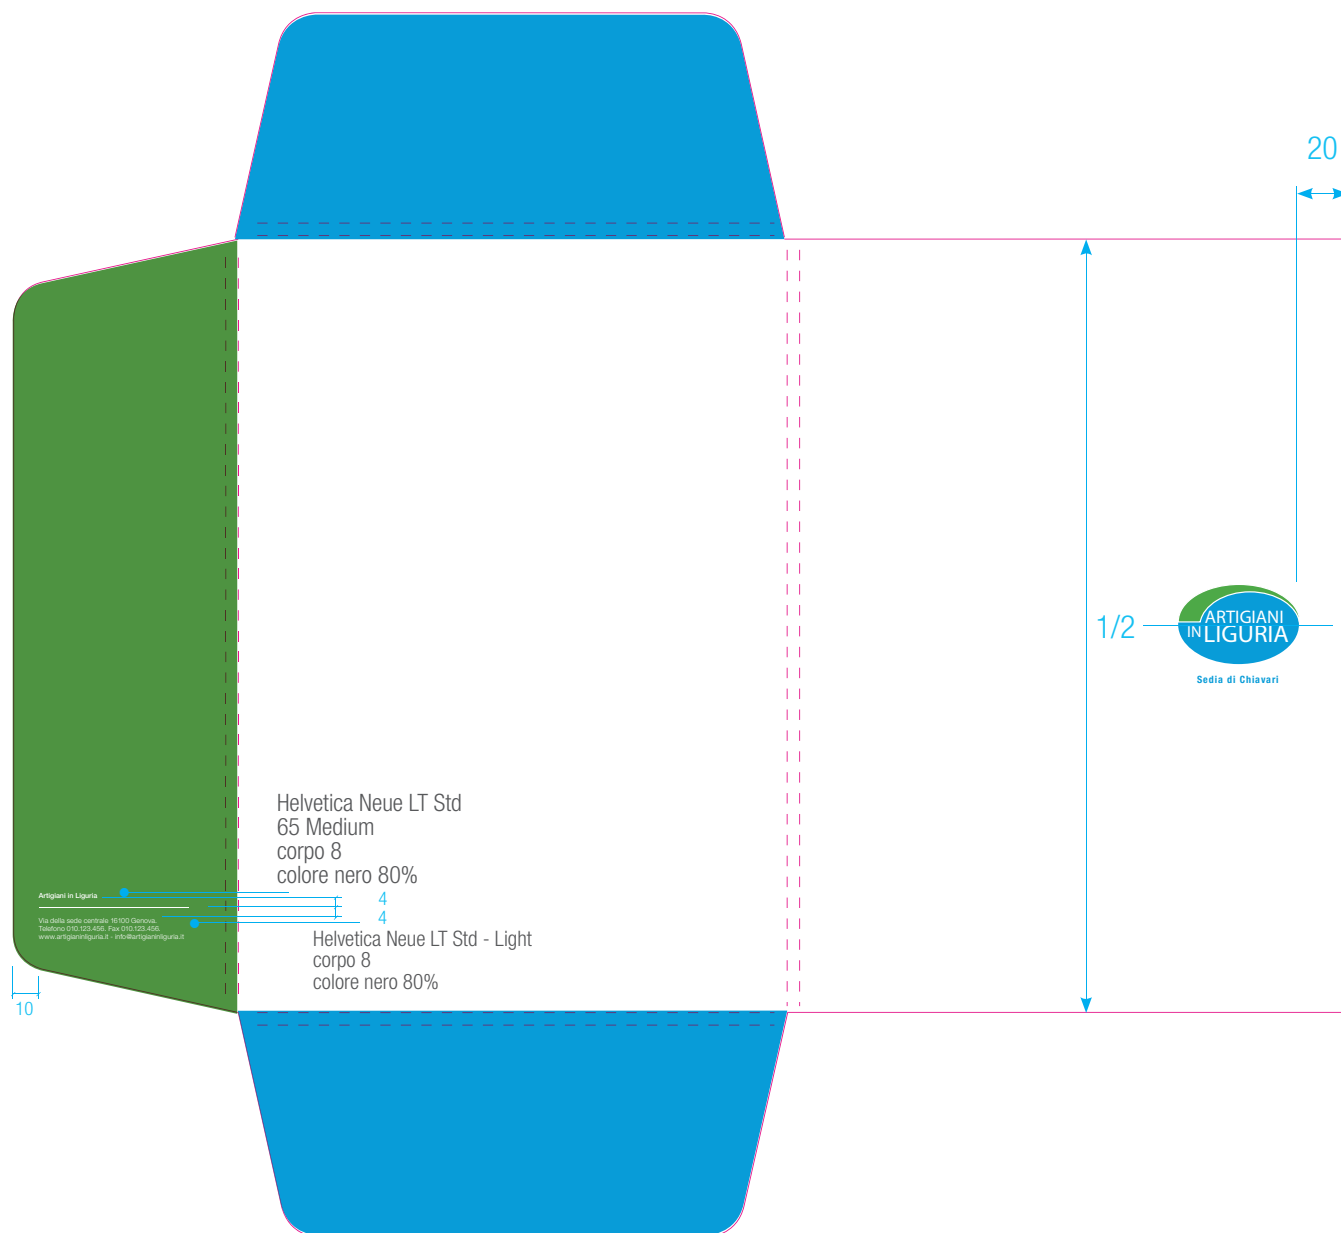 20
1/2
ARTIGIANI
IN LIGURIA
Sedia di Chiavari
Helvetica Neue LT Std
65 Medium
corpo 8
colore nero 80%
Artigiani in Liguria
4
4
Via della sede centrale 16100 Genova.
Telefono 010.123.456. Fax 010.123.456.
www.artigianinliguria.it - info@artigianinliguria.it
Helvetica Neue LT Std - Light
corpo 8
colore nero 80%
10